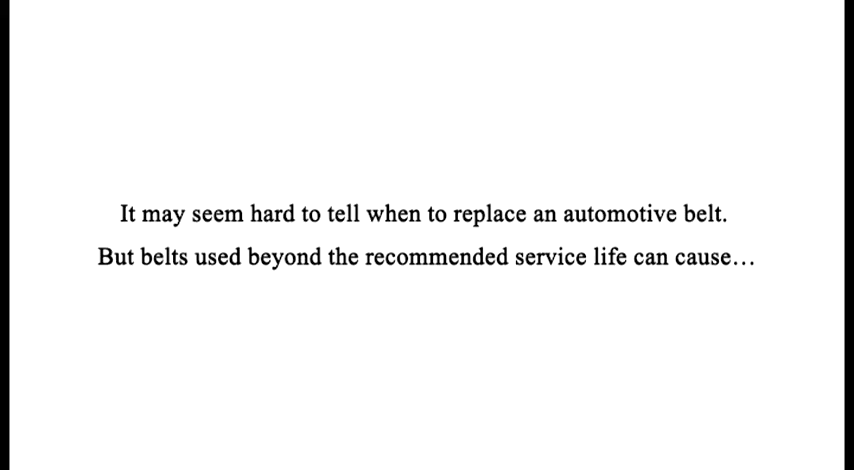 It may seem hard to tell when to replace an automotive belt.
But belts used beyond the recommended service life can cause…